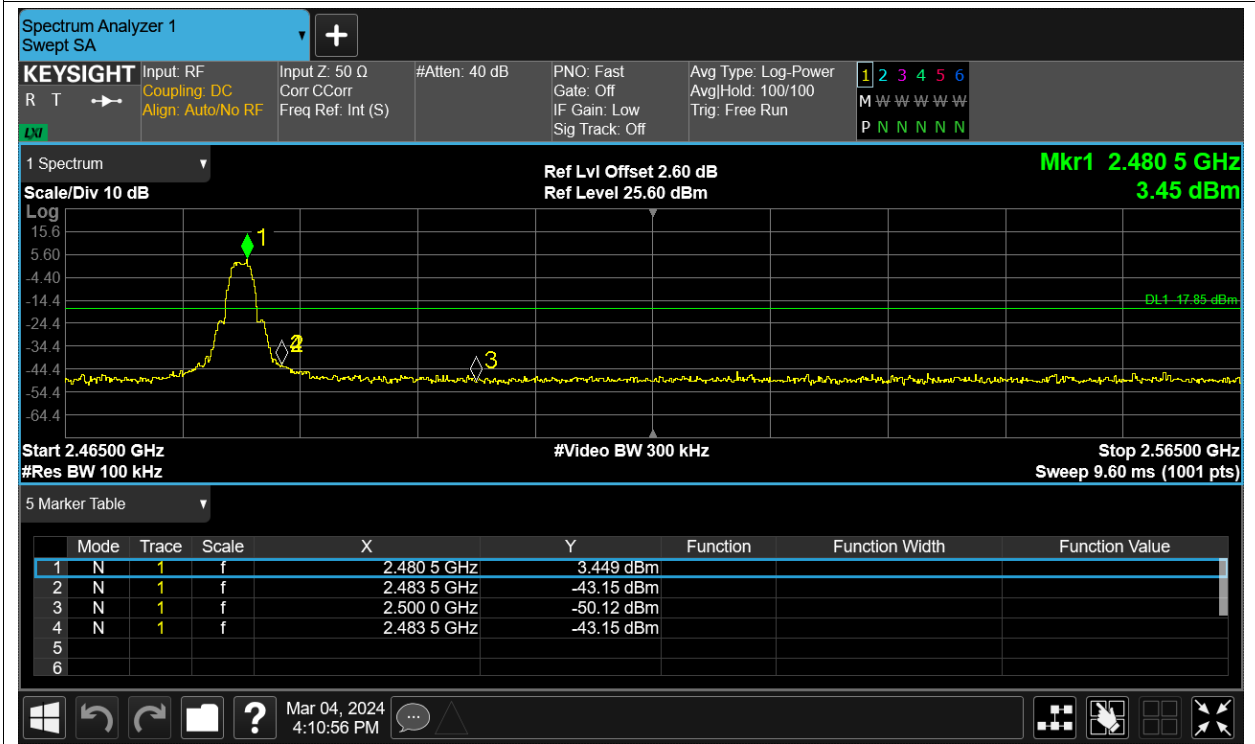 Spectrum Analyzer 1
Swept SA
+
KEYSIGHT Input: RF Input Z: 50 Ω #Atten: 40 dB PNO: Fast Avg Type: Log-Power 1 2 3 4 5 6
R T Coupling: DC Corr CCorr Gate: Off Avg|Hold: 100/100 M W W W W W
Align: Auto/No RF Freq Ref: Int (S) IF Gain: Low Trig: Free Run
LXI Sig Track: Off P N N N N N
1 Spectrum Ref Lvl Offset 2.60 dB Mkr1 2.480 5 GHz
Scale/Div 10 dB Ref Level 25.60 dBm 3.45 dBm
Log
15.6
1
5.60
-4.40
-14.4
DL1 -17.85 dBm
-24.4
-34.4
2
4
-44.4
3
-54.4
-64.4
Start 2.46500 GHz #Video BW 300 kHz Stop 2.56500 GHz
#Res BW 100 kHz Sweep 9.60 ms (1001 pts)
5 Marker Table
Mode Trace Scale X Y Function Function Width Function Value
1 N 1 f 2.480 5 GHz 3.449 dBm
2 N 1 f 2.483 5 GHz -43.15 dBm
3 N 1 f 2.500 0 GHz -50.12 dBm
4 N 1 f 2.483 5 GHz -43.15 dBm
5
6
? Mar 04, 2024
4:10:56 PM